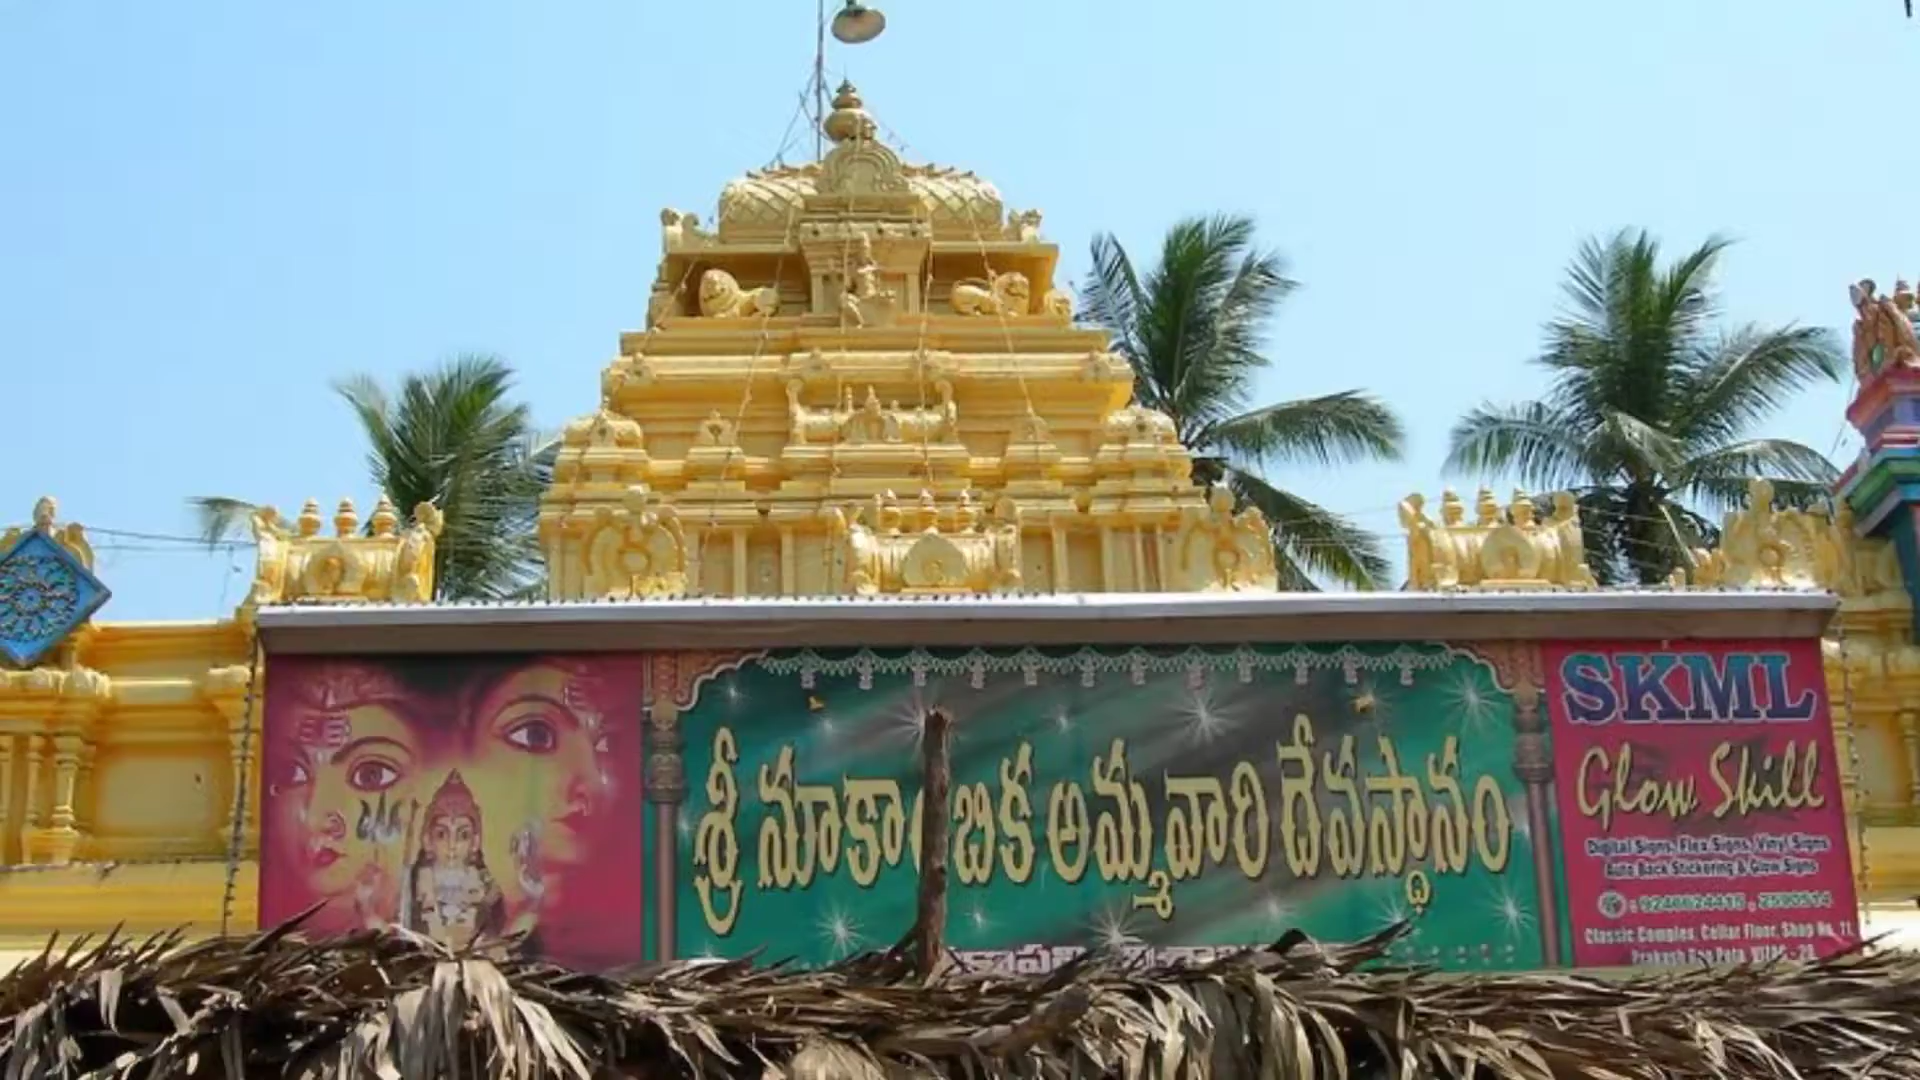 శ్రీ నూకాంబిక అమ్మవారి దేవస్థానం
SKML
Glow Skill
Digital Signs, Flex Signs, Vinyl Signs
Auto Back Stickering & Glow Signs
Classic Complex, Cellar Floor, Shop No. 11,